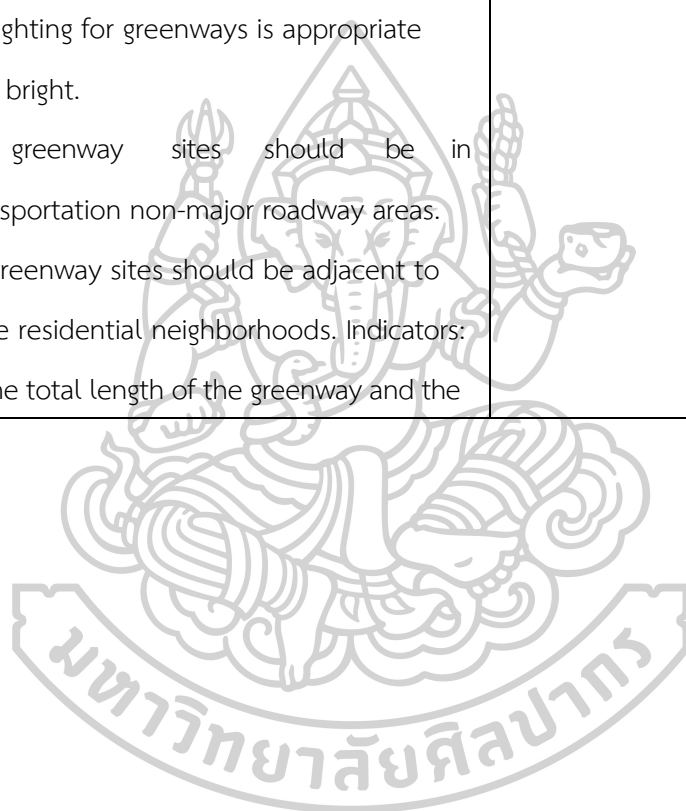 ghting for greenways is appropriate
bright.
greenway sites should be in
sportation non-major roadway areas.
reenway sites should be adjacent to
e residential neighborhoods. Indicators:
he total length of the greenway and the
มหาวิทยาลัยศิลปากร